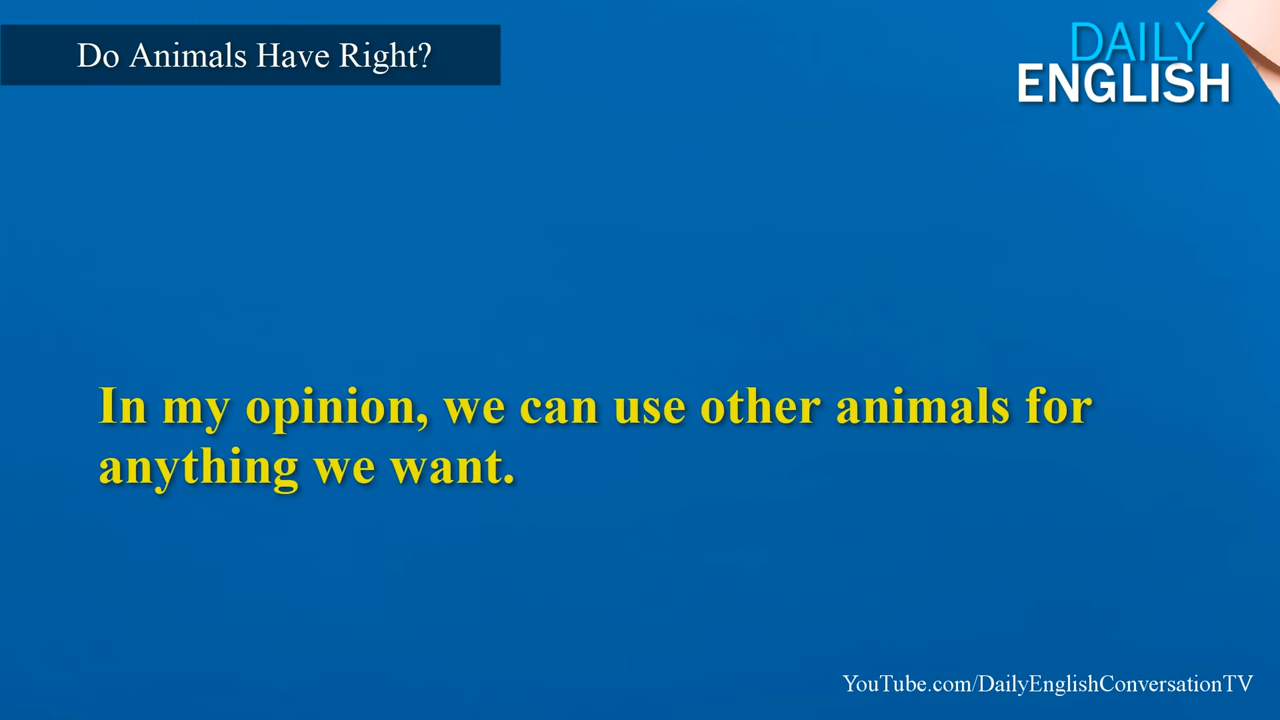 Do Animals Have Right?
DAILY
ENGLISH
In my opinion, we can use other animals for
anything we want.
YouTube.com/DailyEnglishConversationTV